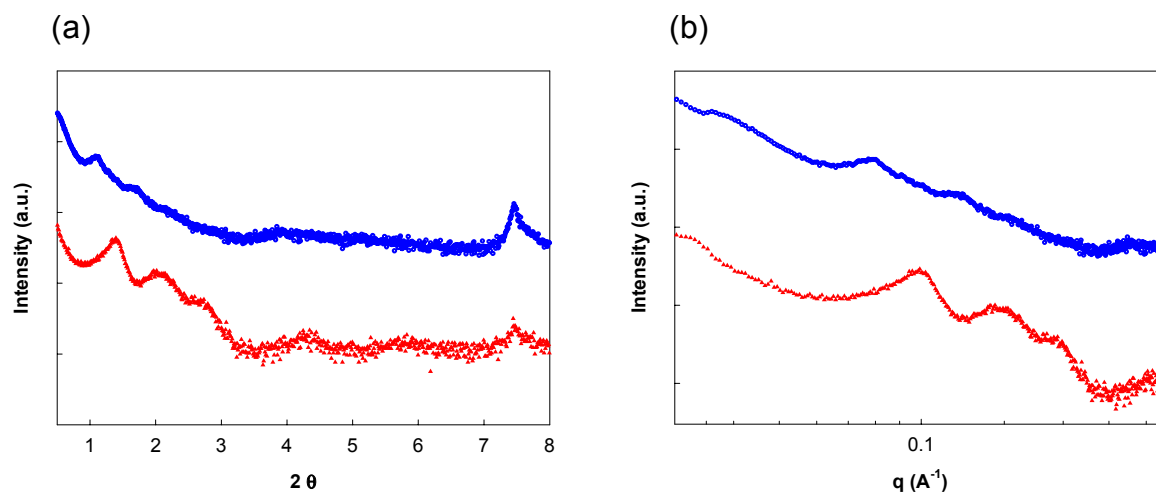 (a)
(b)
Intensity (a.u.)
1 2 3 4 5 6 7 8
2 θ
Intensity (a.u.)
0.1
q (A⁻¹)